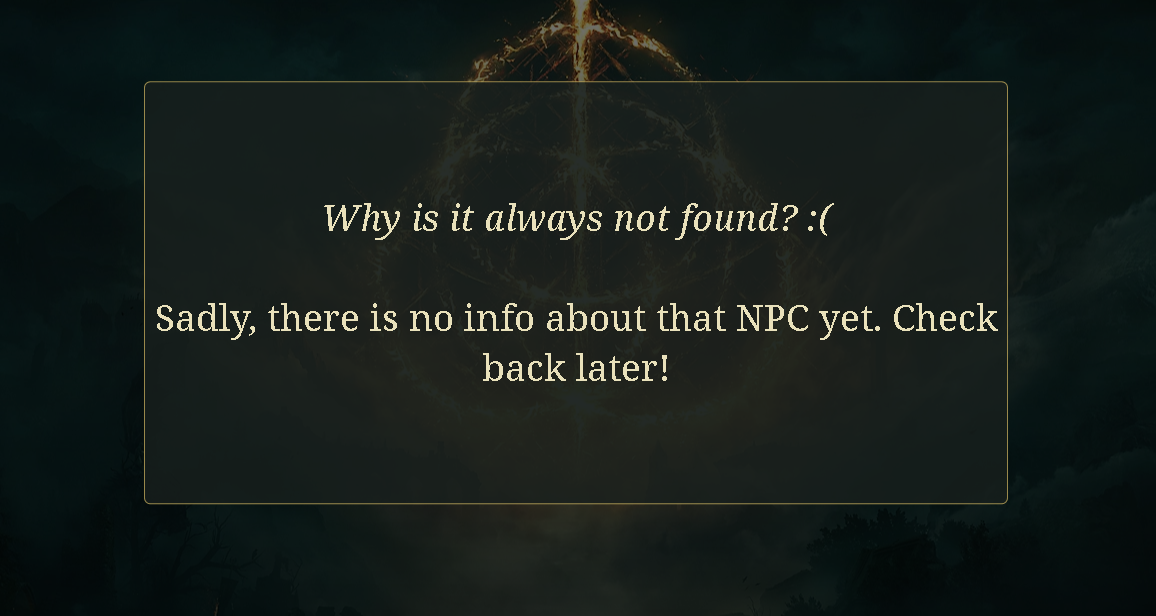 Why is it always not found? :(
Sadly, there is no info about that NPC yet. Check
back later!